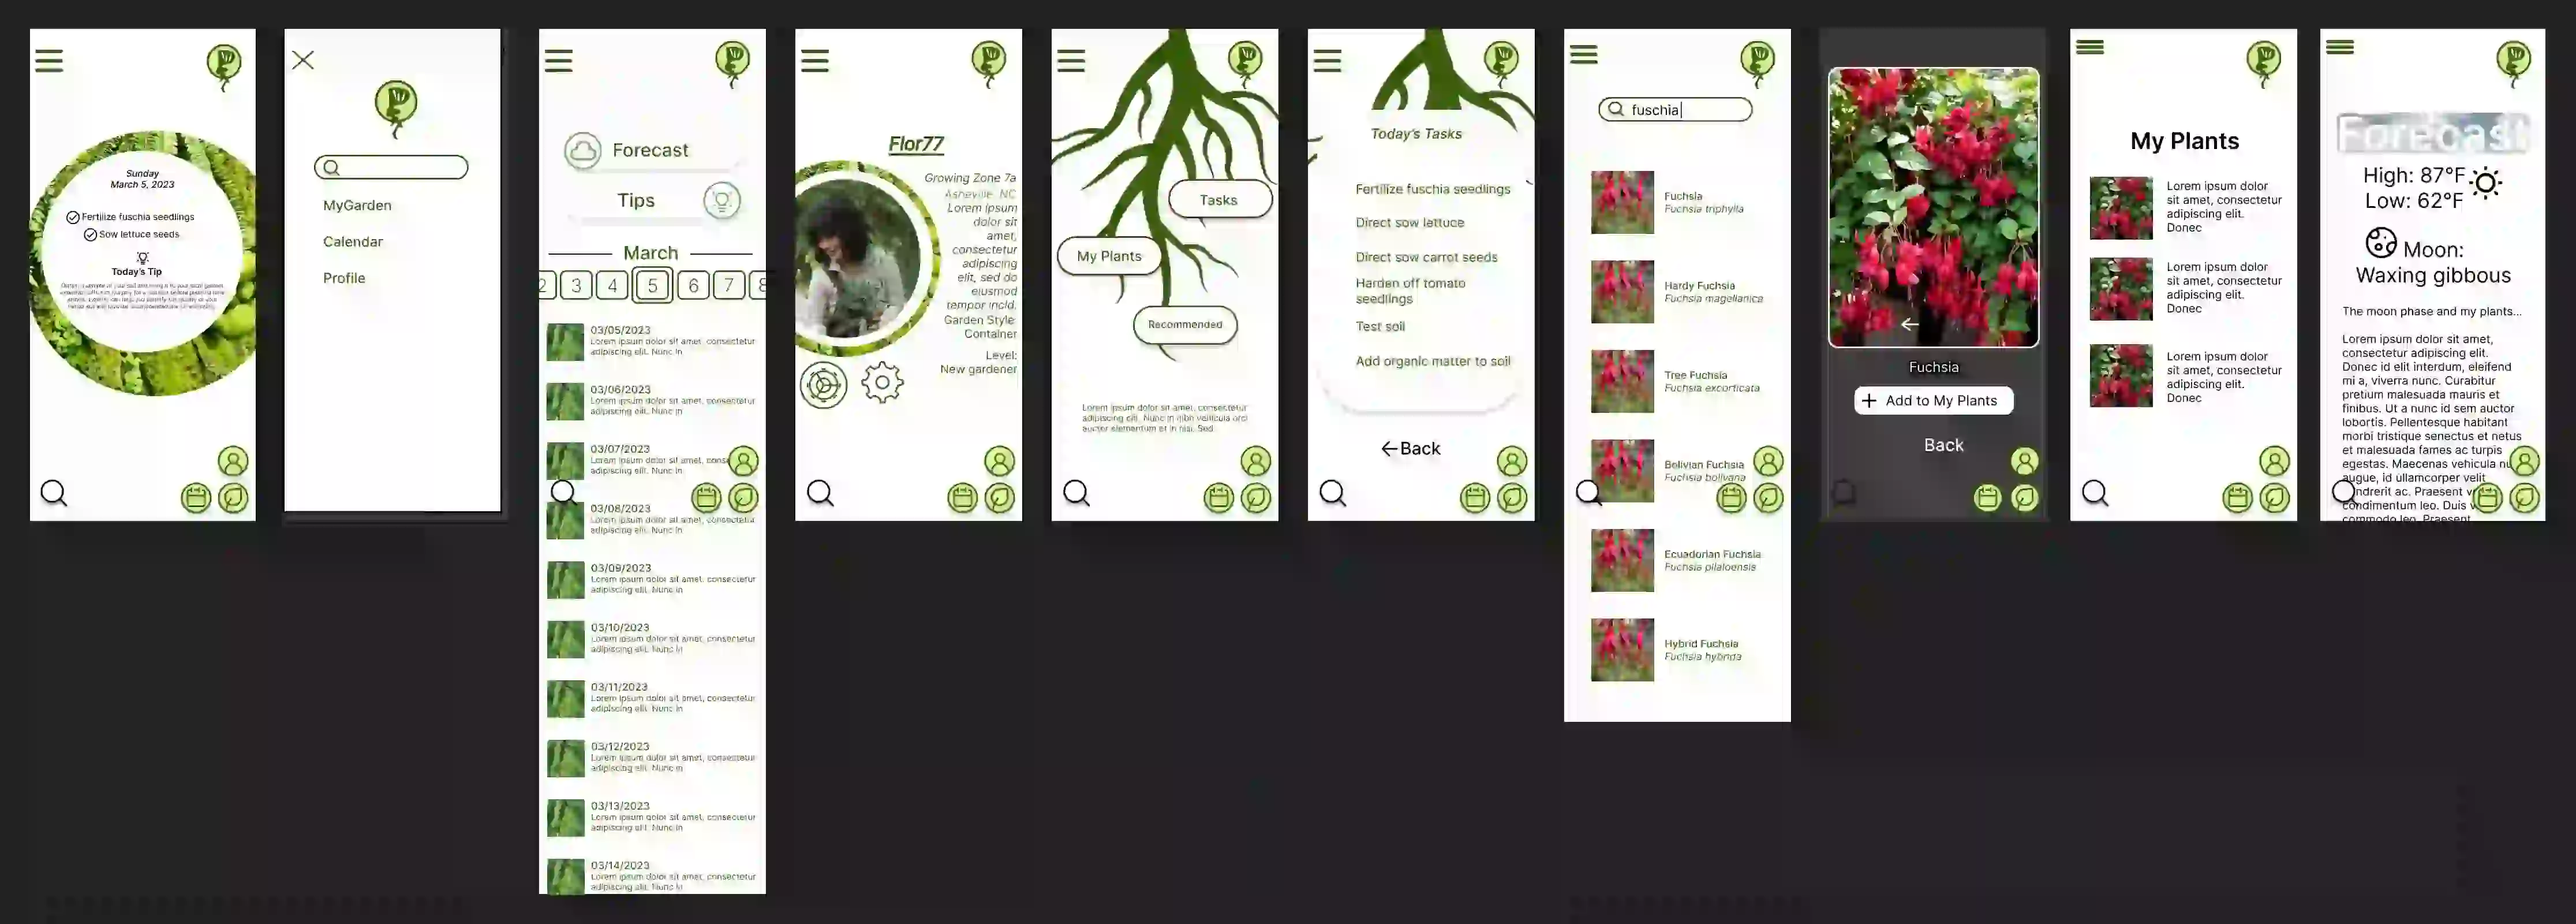 Sunday
March 5, 2023
Fertilize fuschia seedlings
Sow lettuce seeds
Today's Tip
MyGarden
Calendar
Profile
Forecast
Tips
March
2 3 4 5 6 7 8
03/05/2023
Lorem ipsum dolor sit amet, consectetur
adipiscing elit. Nunc in
03/06/2023
Lorem ipsum dolor sit amet, consectetur
adipiscing elit. Nunc in
03/07/2023
Lorem ipsum dolor sit amet, conse
adipiscing elit. Nunc in
03/08/2023
Lorem ipsum dolor sit amet, consectetur
adipiscing elit. Nunc in
03/09/2023
Lorem ipsum dolor sit amet, consectetur
adipiscing elit. Nunc in
03/10/2023
Lorem ipsum dolor sit amet, consectetur
adipiscing elit. Nunc in
03/11/2023
Lorem ipsum dolor sit amet, consectetur
adipiscing elit. Nunc in
03/12/2023
Lorem ipsum dolor sit amet, consectetur
adipiscing elit. Nunc in
03/13/2023
Lorem ipsum dolor sit amet, consectetur
adipiscing elit. Nunc in
03/14/2023
Lorem ipsum dolor sit amet, consectetur
adipiscing elit. Nunc in
Flor77
Growing Zone 7a
Asheville, NC
Lorem ipsum
dolor sit
amet,
consectetur
adipiscing
elit, sed do
eiusmod
tempor incid.
Garden Style
Container
Level:
New gardener
Tasks
My Plants
Recommended
Lorem ipsum dolor sit amet, consectetur
adipiscing elit. Nunc in nibh vehicula orci
auctor elementum et in nisi. Sed
Today's Tasks
Fertilize fuschia seedlings
Direct sow lettuce
Direct sow carrot seeds
Harden off tomato
seedlings
Test soil
Add organic matter to soil
←Back
fuschia
Fuchsia
Fuchsia triphylla
Hardy Fuchsia
Fuchsia magellanica
Tree Fuchsia
Fuchsia excorticata
Bolivian Fuchsia
Fuchsia boliviana
Ecuadorian Fuchsia
Fuchsia pilaloensis
Hybrid Fuchsia
Fuchsia hybrida
Fuchsia
+ Add to My Plants
Back
My Plants
Lorem ipsum dolor
sit amet, consectetur
adipiscing elit.
Donec
Lorem ipsum dolor
sit amet, consectetur
adipiscing elit.
Donec
Lorem ipsum dolor
sit amet, consectetur
adipiscing elit.
Donec
Forecast
High: 87°F
Low: 62°F
Moon:
Waxing gibbous
The moon phase and my plants...
Lorem ipsum dolor sit amet,
consectetur adipiscing elit.
Donec id elit interdum, eleifend
mi a, viverra nunc. Curabitur
pretium malesuada mauris et
finibus. Ut a nunc id sem auctor
lobortis. Pellentesque habitant
morbi tristique senectus et netus
et malesuada fames ac turpis
egestas. Maecenas vehicula nu
augue, id ullamcorper velit
hendrerit ac. Praesent v
condimentum leo. Duis v
commodo leo. Praesent